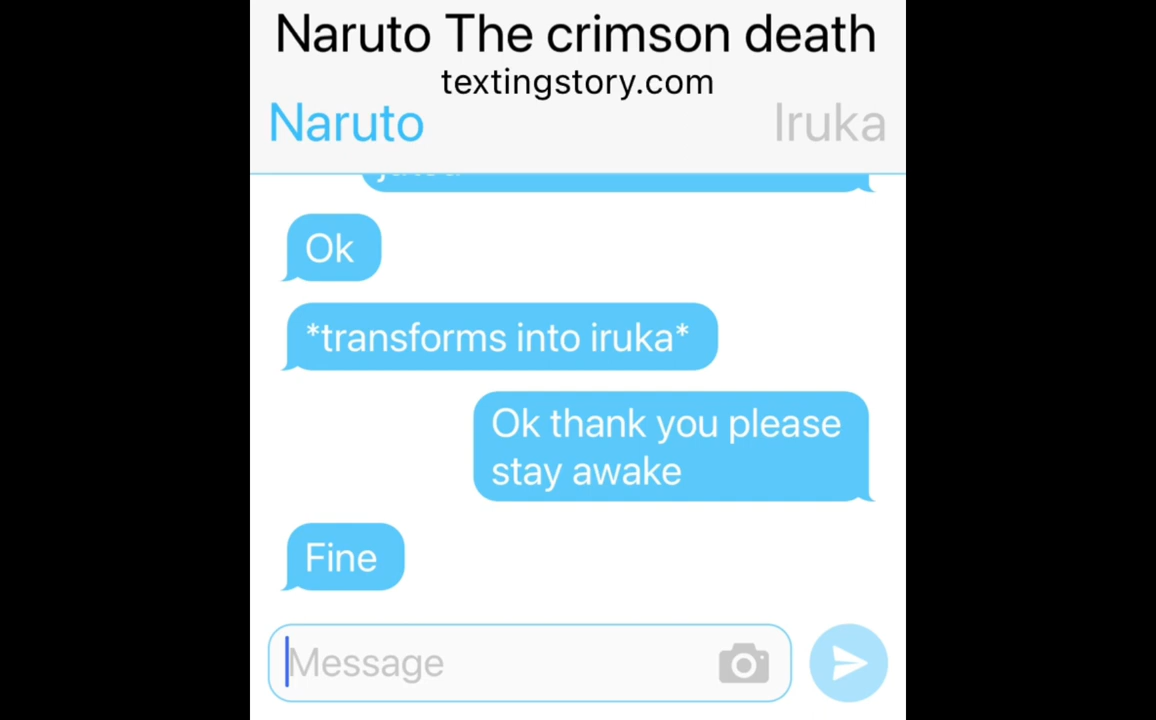 Naruto The crimson death
textingstory.com
Naruto
Iruka
Ok
*transforms into iruka*
Ok thank you please
stay awake
Fine
Message